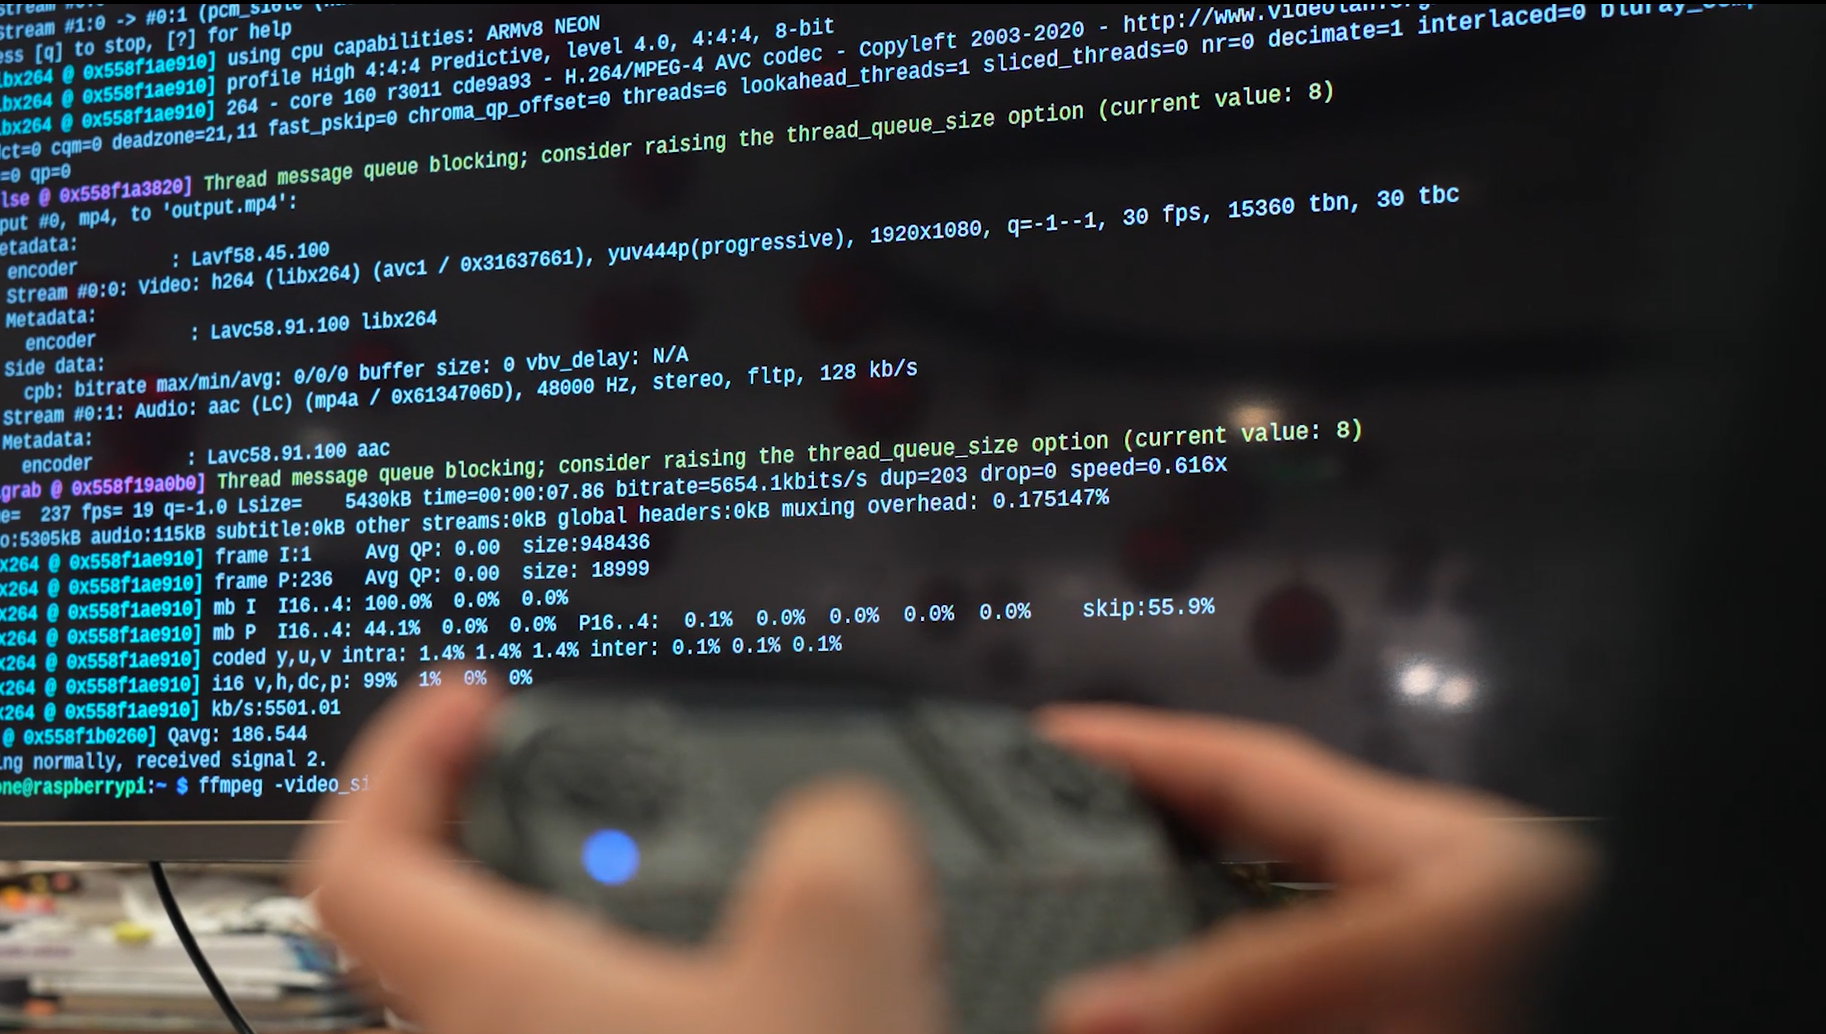 stream
stream #1:0 -> #0:1
ess [q] to stop, [?] for help
lbx264 @ 0x558f1ae910] using cpu capabilities: ARMv8 NEON
lbx264 @ 0x558f1ae910] profile High 4:4:4 Predictive, level 4.0, 4:4:4, 8-bit
lbx264 @ 0x558f1ae910] 264 - core 160 r3011 cde9a93 - H.264/MPEG-4 AVC codec - Copyleft 2003-2020 - http://www.videolan.org
ct=0 cqm=0 deadzone=21,11 fast_pskip=0 chroma_qp_offset=0 threads=6 lookahead_threads=1 sliced_threads=0 nr=0 decimate=1 interlaced=0
=0 qp=0
lse @ 0x558f1a3820] Thread message queue blocking; consider raising the thread_queue_size option (current value: 8)
put #0, mp4, to 'output.mp4':
etadata:
encoder : Lavf58.45.100
Stream #0:0: Video: h264 (libx264) (avc1 / 0x31637661), yuv444p(progressive), 1920x1080, q=-1--1, 30 fps, 15360 tbn, 30 tbc
Metadata:
encoder : Lavc58.91.100 libx264
Side data:
cpb: bitrate max/min/avg: 0/0/0 buffer size: 0 vbv_delay: N/A
Stream #0:1: Audio: aac (LC) (mp4a / 0x6134706D), 48000 Hz, stereo, fltp, 128 kb/s
Metadata:
encoder : Lavc58.91.100 aac
grab @ 0x558f19a0b0] Thread message queue blocking; consider raising the thread_queue_size option (current value: 8)
e= 237 fps= 19 q=-1.0 Lsize= 5430kB time=00:00:07.86 bitrate=5654.1kbits/s dup=203 drop=0 speed=0.616x
o:5305kB audio:115kB subtitle:0kB other streams:0kB global headers:0kB muxing overhead: 0.175147%
x264 @ 0x558f1ae910] frame I:1 Avg QP: 0.00 size:948436
x264 @ 0x558f1ae910] frame P:236 Avg QP: 0.00 size: 18999
x264 @ 0x558f1ae910] mb I I16..4: 100.0% 0.0% 0.0%
x264 @ 0x558f1ae910] mb P I16..4: 44.1% 0.0% 0.0% P16..4: 0.1% 0.0% 0.0% 0.0% 0.0% skip:55.9%
x264 @ 0x558f1ae910] coded y,u,v intra: 1.4% 1.4% 1.4% inter: 0.1% 0.1% 0.1%
x264 @ 0x558f1ae910] i16 v,h,dc,p: 99% 1% 0% 0%
x264 @ 0x558f1ae910] kb/s:5501.01
@ 0x558f1b0260] Qavg: 186.544
ing normally, received signal 2.
one@raspberrypi:~ $ ffmpeg -video_si